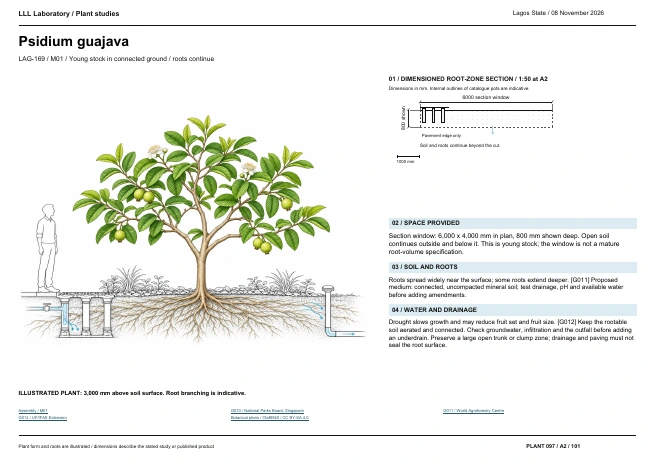 LLL Laboratory / Plant studies
Lagos State / 08 November 2026
Psidium guajava
LAG-169 / M01 / Young stock in connected ground / roots continue
01 / DIMENSIONED ROOT-ZONE SECTION / 1:50 at A2
Dimensions in mm. Internal outlines of catalogue pots are indicative.
6000 section window
800 shown
Pavement edge only
Soil and roots continue beyond the cut.
1000 mm
02 / SPACE PROVIDED
Section window: 6,000 x 4,000 mm in plan, 800 mm shown deep. Open soil
continues outside and below it. This is young stock; the window is not a mature
root-volume specification.
03 / SOIL AND ROOTS
Roots spread widely near the surface; some roots extend deeper. [G011] Proposed
medium: connected, uncompacted mineral soil; test drainage, pH and available water
before adding amendments.
04 / WATER AND DRAINAGE
Drought slows growth and may reduce fruit set and fruit size. [G012] Keep the rootable
soil aerated and connected. Check groundwater, infiltration and the outfall before adding
an underdrain. Preserve a large open trunk or clump zone; drainage and paving must not
seal the root surface.
ILLUSTRATED PLANT: 3,000 mm above soil surface. Root branching is indicative.
Assembly / M01
G010 / National Parks Board, Singapore
G011 / World Agroforestry Centre
G012 / UF/IFAS Extension
Botanical photo / CC BY-SA 4.0
Plant form and roots are illustrated / dimensions describe the stated study or published product
PLANT 097 / A2 / 101